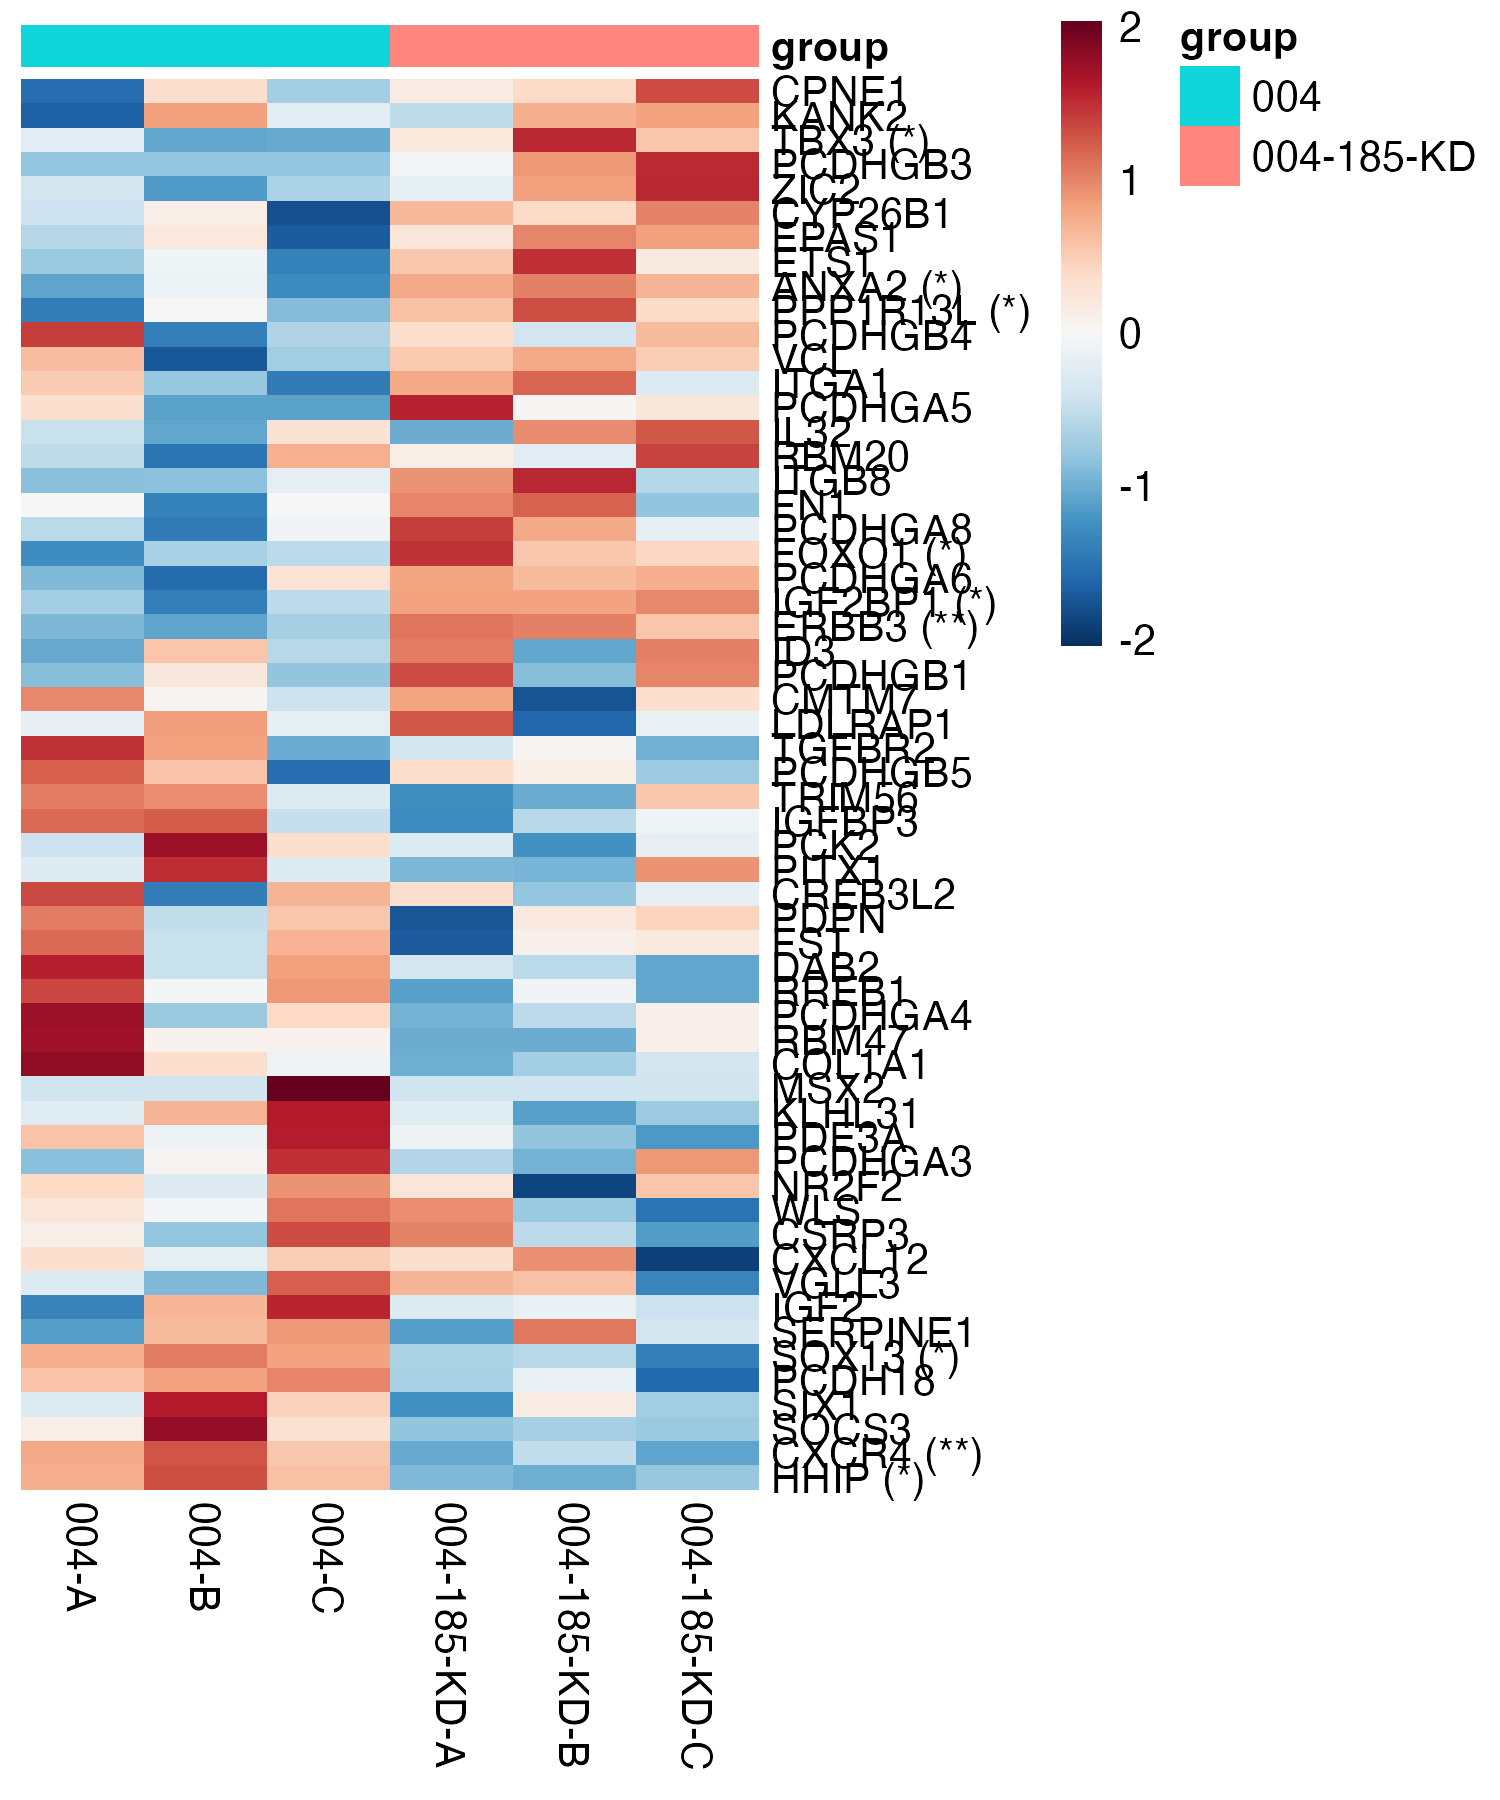 group
CPNE1
KANK2
TBX3 (*)
PCDHGB3
ZIC2
CYP26B1
EPAS1
ETS1
ANXA2 (*)
PPP1R13L (*)
PCDHGB4
VCL
ITGA1
PCDHGA5
IL32
RBM20
ITGB8
EN1
PCDHGA8
FOXO1 (*)
PCDHGA6
IGF2BP1 (*)
ERBB3 (**)
ID3
PCDHGB1
CMTM7
LDLRAP1
TGFBR2
PCDHGB5
TRIM56
IGFBP3
PCK2
PITX1
CREB3L2
PDPN
FST
DAB2
RREB1
PCDHGA4
RBM47
COL1A1
MSX2
KLHL31
PDE3A
PCDHGA3
NR2F2
WLS
CSRP3
CXCL12
VGLL3
IGF2
SERPINE1
SOX13 (*)
PCDH18
SIX1
SOCS3
CXCR4 (**)
HHIP (*)
004-A
004-B
004-C
004-185-KD-A
004-185-KD-B
004-185-KD-C
2
1
0
-1
-2
group
004
004-185-KD